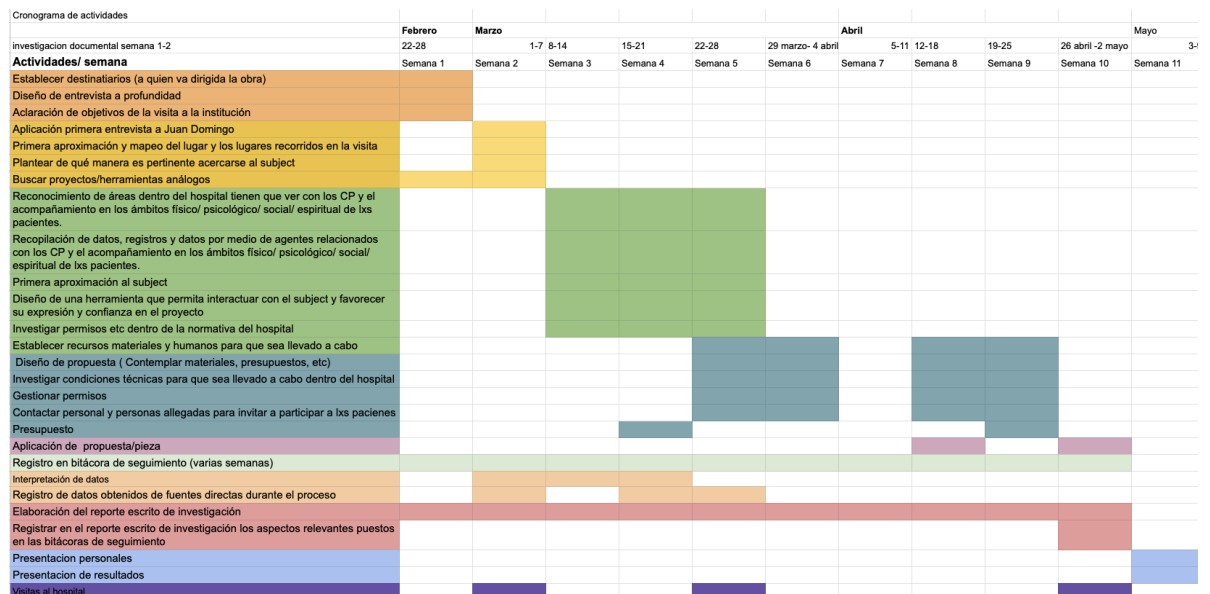 Cronograma de actividades
Febrero Marzo Abril Mayo
investigacion documental semana 1-2 22-28 1-7 8-14 15-21 22-28 29 marzo- 4 abril 5-11 12-18 19-25 26 abril -2 mayo
Actividades/ semana Semana 1 Semana 2 Semana 3 Semana 4 Semana 5 Semana 6 Semana 7 Semana 8 Semana 9 Semana 10 Semana 11
Establecer destinatiarios (a quien va dirigida la obra)
Diseño de entrevista a profundidad
Aclaración de objetivos de la visita a la institución
Aplicación primera entrevista a Juan Domingo
Primera aproximación y mapeo del lugar y los lugares recorridos en la visita
Plantear de qué manera es pertinente acercarse al subject
Buscar proyectos/herramientas análogos
Reconocimiento de áreas dentro del hospital tienen que ver con los CP y el
acompañamiento en los ámbitos físico/ psicológico/ social/ espiritual de lxs
pacientes.
Recopilación de datos, registros y datos por medio de agentes relacionados
con los CP y el acompañamiento en los ámbitos físico/ psicológico/ social/
espiritual de lxs pacientes.
Primera aproximación al subject
Diseño de una herramienta que permita interactuar con el subject y favorecer
su expresión y confianza en el proyecto
Investigar permisos etc dentro de la normativa del hospital
Establecer recursos materiales y humanos para que sea llevado a cabo
Diseño de propuesta ( Contemplar materiales, presupuestos, etc)
Investigar condiciones técnicas para que sea llevado a cabo dentro del hospital
Gestionar permisos
Contactar personal y personas allegadas para invitar a participar a lxs pacienes
Presupuesto
Aplicación de propuesta/pieza
Registro en bitácora de seguimiento (varias semanas)
Interpretación de datos
Registro de datos obtenidos de fuentes directas durante el proceso
Elaboración del reporte escrito de investigación
Registrar en el reporte escrito de investigación los aspectos relevantes puestos
en las bitácoras de seguimiento
Presentacion personales
Presentacion de resultados
Visitas al hospital